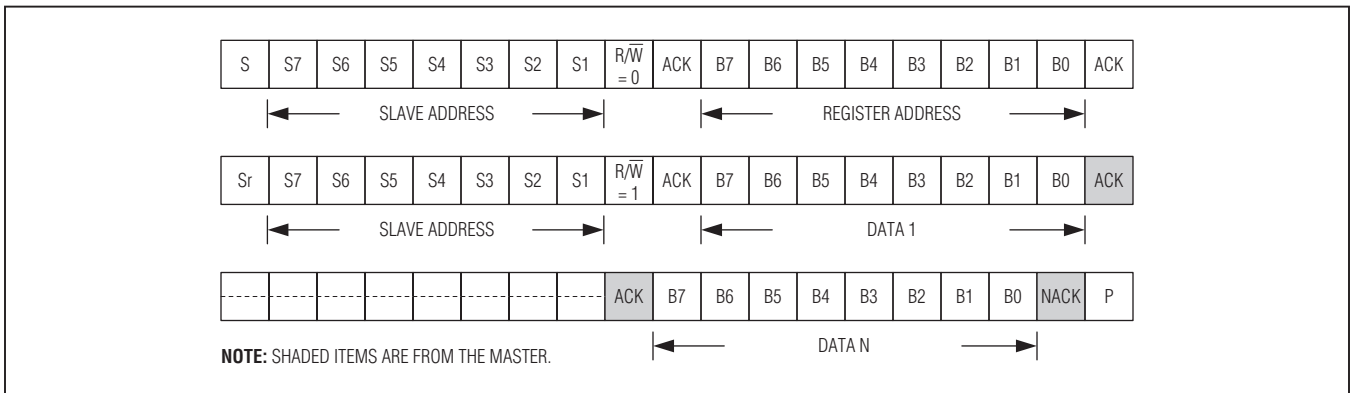 S S7 S6 S5 S4 S3 S2 S1 R/W̅ = 0 ACK B7 B6 B5 B4 B3 B2 B1 B0 ACK
SLAVE ADDRESS REGISTER ADDRESS
Sr S7 S6 S5 S4 S3 S2 S1 R/W̅ = 1 ACK B7 B6 B5 B4 B3 B2 B1 B0 ACK
SLAVE ADDRESS DATA 1
ACK B7 B6 B5 B4 B3 B2 B1 B0 NACK P
DATA N
NOTE: SHADED ITEMS ARE FROM THE MASTER.